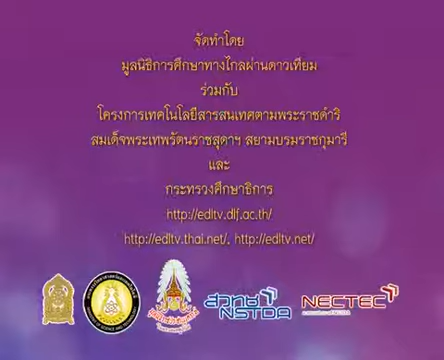 จัดทำโดย
มูลนิธิการศึกษาทางไกลผ่านดาวเทียม
ร่วมกับ
โครงการเทคโนโลยีสารสนเทศตามพระราชดำริ
สมเด็จพระเทพรัตนราชสุดาฯ สยามบรมราชกุมารี
และ
กระทรวงศึกษาธิการ
http://edltv.dlf.ac.th/
http://edltv.thai.net/, http://edltv.net/
สวทช NECTEC
NSTDA